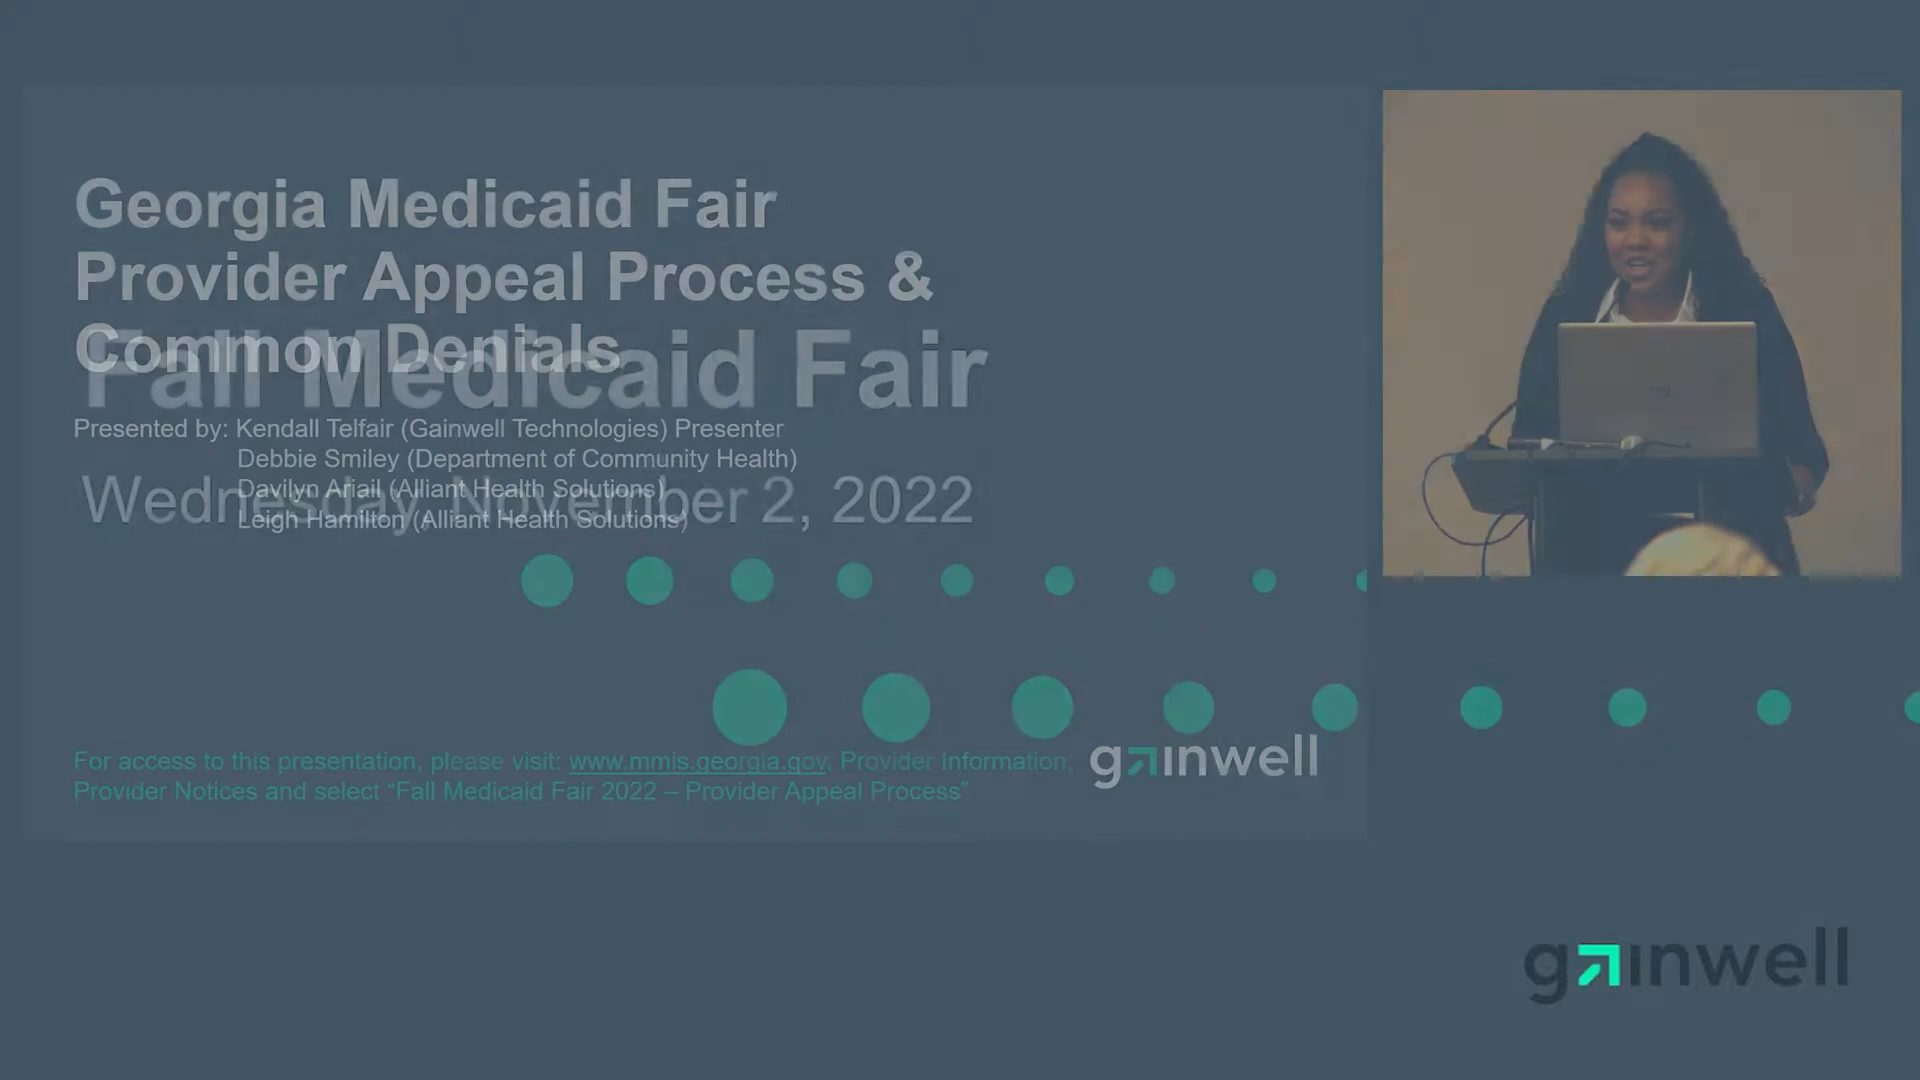 Georgia Medicaid Fair
Provider Appeal Process &
Common Denials
Fall Medicaid Fair
Presented by: Kendall Telfair (Gainwell Technologies) Presenter
Debbie Smiley (Department of Community Health)
Davilyn Ariail (Alliant Health Solutions)
Leigh Hamilton (Alliant Health Solutions)
Wednesday, November 2, 2022
For access to this presentation, please visit: www.mmis.georgia.gov, Provider Information,
Provider Notices and select “Fall Medicaid Fair 2022 – Provider Appeal Process”
gainwell
gainwell